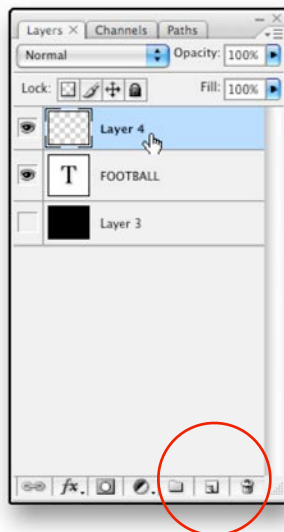 Layers × Channels Paths
Normal Opacity: 100%
Lock: Fill: 100%
Layer 4
T FOOTBALL
Layer 3
fx.